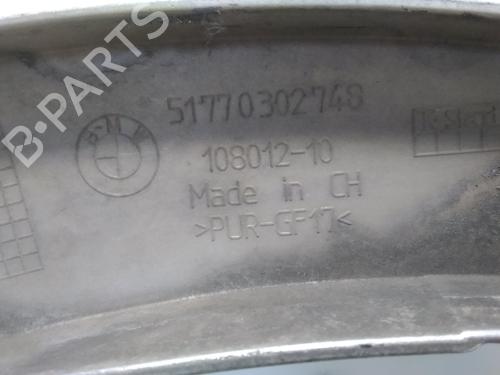 B-PARTS
BMW
51770302748
108012-10
Made in CH
>PUR-GF17<